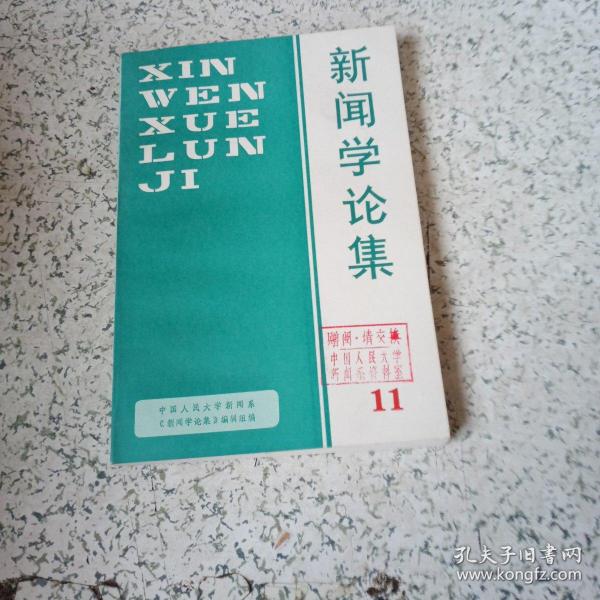 XIN
WEN
XUE
LUN
JI
新闻学论集
赠阅·请交换
中国人民大学
新闻系资料室
11
中国人民大学新闻系
《新闻学论集》编辑组编
孔夫子旧书网
www.kongfz.com